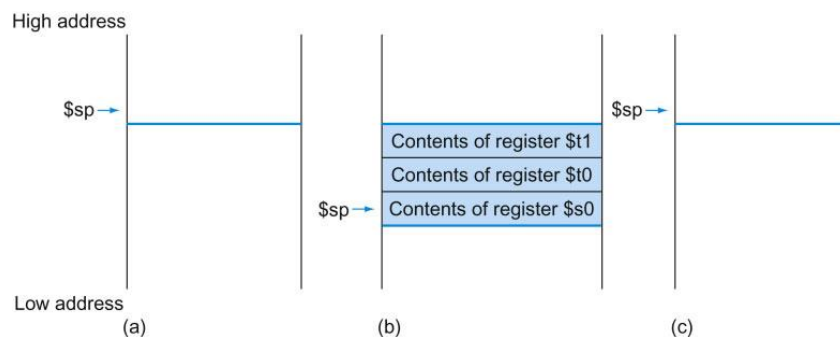 High address
$sp
$sp
Contents of register $t1
Contents of register $t0
$sp
Contents of register $s0
Low address
(a)
(b)
(c)